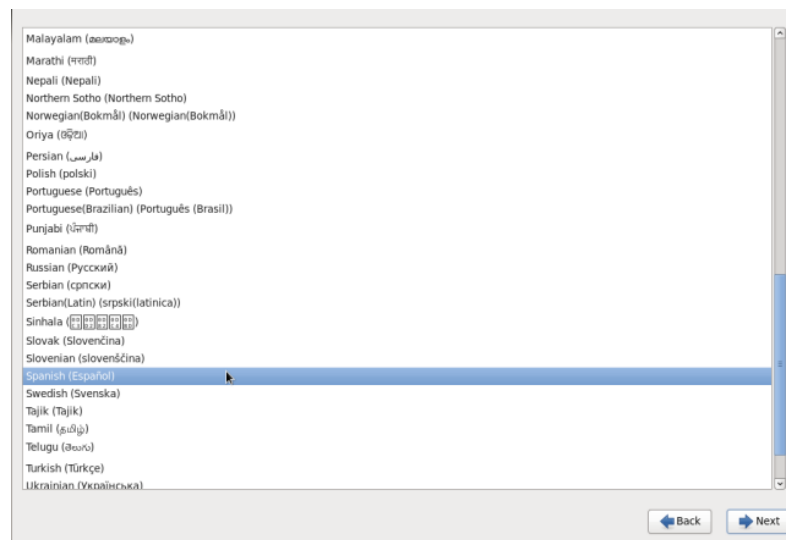 Malayalam (മലയാളം)
Marathi (मराठी)
Nepali (Nepali)
Northern Sotho (Northern Sotho)
Norwegian(Bokmål) (Norwegian(Bokmål))
Oriya (ଓଡ଼ିଆ)
Persian (فارسی)
Polish (polski)
Portuguese (Português)
Portuguese(Brazilian) (Português (Brasil))
Punjabi (ਪੰਜਾਬੀ)
Romanian (Română)
Russian (Русский)
Serbian (српски)
Serbian(Latin) (srpski(latinica))
Sinhala ()
Slovak (Slovenčina)
Slovenian (slovenščina)
Spanish (Español)
Swedish (Svenska)
Tajik (Tajik)
Tamil (தமிழ்)
Telugu (తెలుగు)
Turkish (Türkçe)
Ukrainian (Українська)
Back
Next